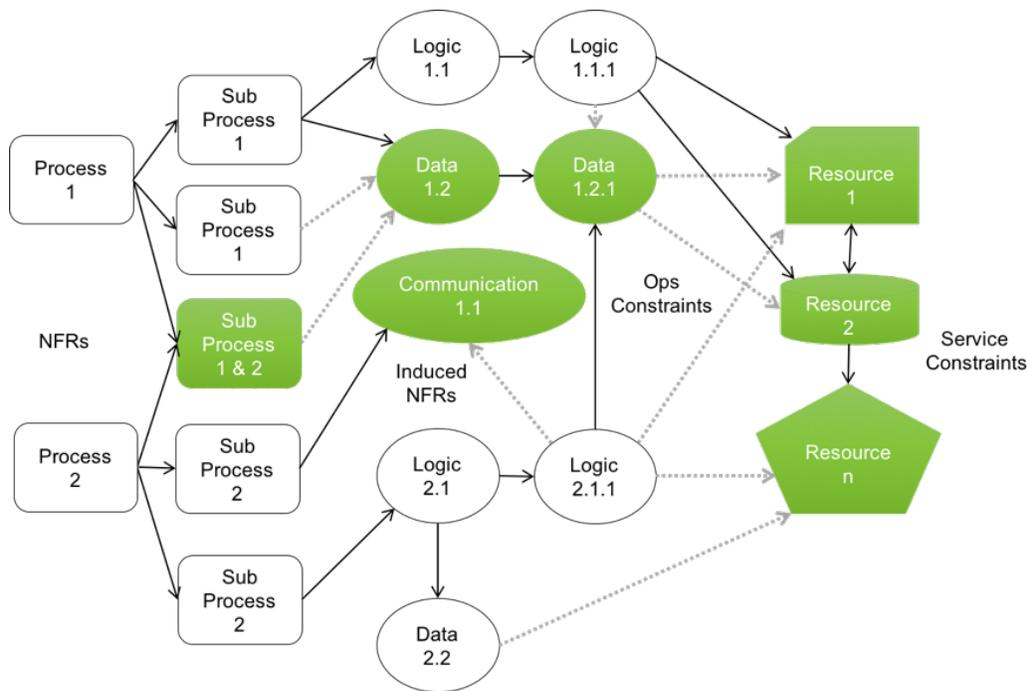 Process
1
Process
2
NFRs
Sub
Process
1
Sub
Process
1
Sub
Process
1 & 2
Sub
Process
2
Sub
Process
2
Logic
1.1
Logic
1.1.1
Data
1.2
Data
1.2.1
Communication
1.1
Induced
NFRs
Ops
Constraints
Logic
2.1
Logic
2.1.1
Data
2.2
Resource
1
Resource
2
Service
Constraints
Resource
n